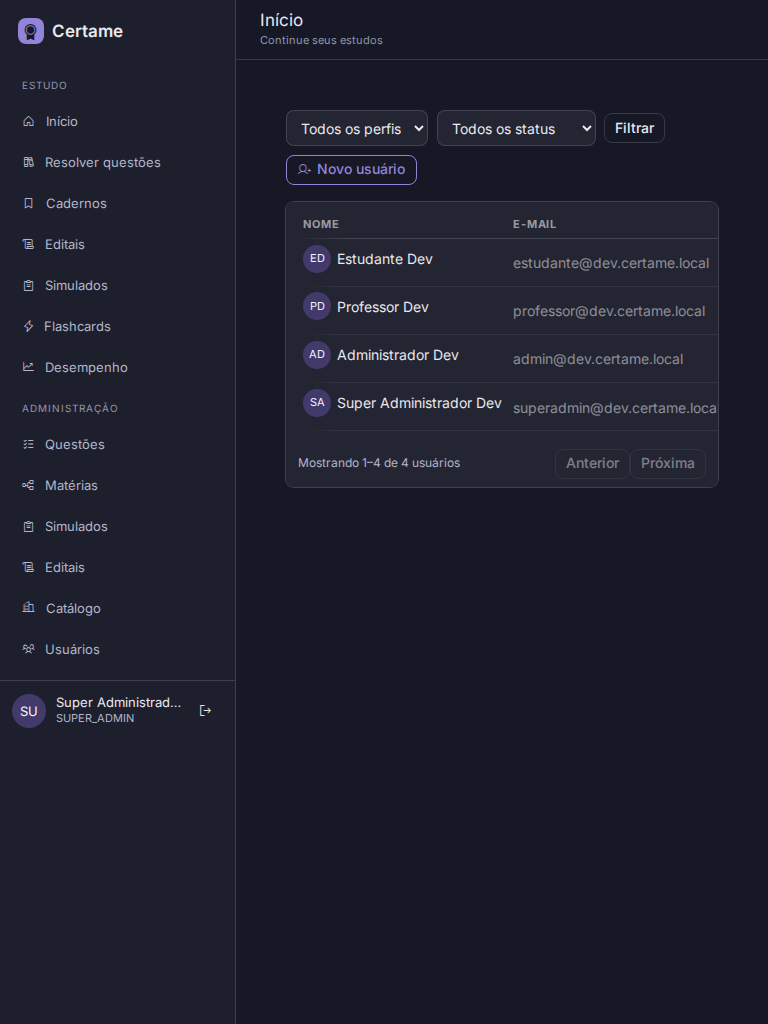 Certame
ESTUDO
Início
Resolver questões
Cadernos
Editais
Simulados
Flashcards
Desempenho
ADMINISTRAÇÃO
Questões
Matérias
Simulados
Editais
Catálogo
Usuários
SU
Super Administrad...
SUPER_ADMIN
Início
Continue seus estudos
Todos os perfis Todos os status Filtrar
Novo usuário
NOME E-MAIL
ED Estudante Dev estudante@dev.certame.local
PD Professor Dev professor@dev.certame.local
AD Administrador Dev admin@dev.certame.local
SA Super Administrador Dev superadmin@dev.certame.loca
Mostrando 1–4 de 4 usuários Anterior Próxima